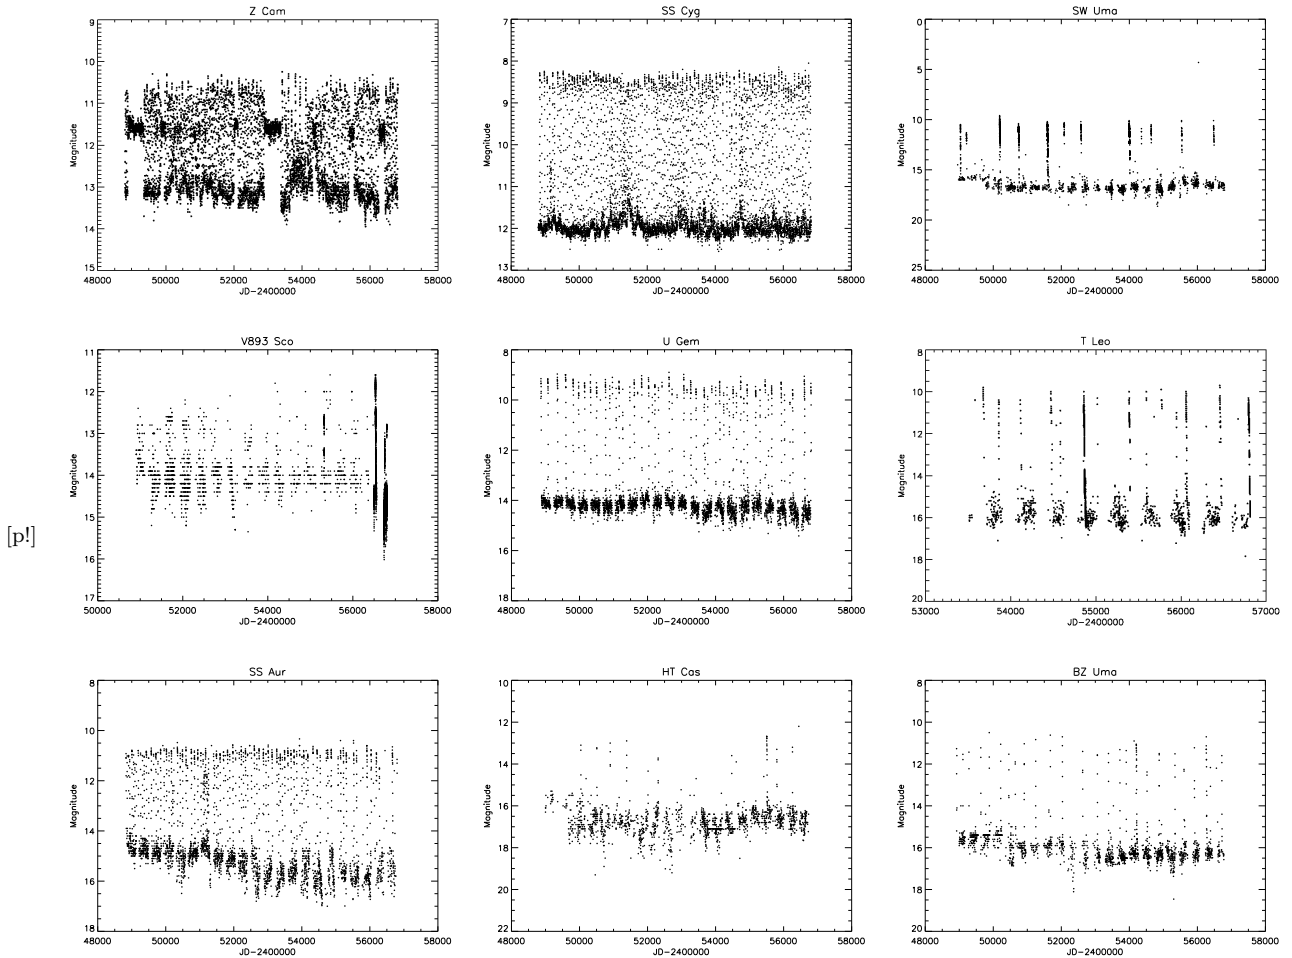 Z Cam
9
10
11
12
13
14
15
Magnitude
48000 50000 52000 54000 56000 58000
JD-2400000
SS Cyg
7
8
9
10
11
12
13
Magnitude
48000 50000 52000 54000 56000 58000
JD-2400000
SW Uma
0
5
10
15
20
25
Magnitude
48000 50000 52000 54000 56000 58000
JD-2400000
[p!]
V893 Sco
11
12
13
14
15
16
17
Magnitude
50000 52000 54000 56000 58000
JD-2400000
U Gem
8
10
12
14
16
18
Magnitude
48000 50000 52000 54000 56000 58000
JD-2400000
T Leo
8
10
12
14
16
18
20
Magnitude
53000 54000 55000 56000 57000
JD-2400000
SS Aur
8
10
12
14
16
18
Magnitude
48000 50000 52000 54000 56000 58000
JD-2400000
HT Cas
10
12
14
16
18
20
22
Magnitude
48000 50000 52000 54000 56000 58000
JD-2400000
BZ Uma
8
10
12
14
16
18
20
Magnitude
48000 50000 52000 54000 56000 58000
JD-2400000